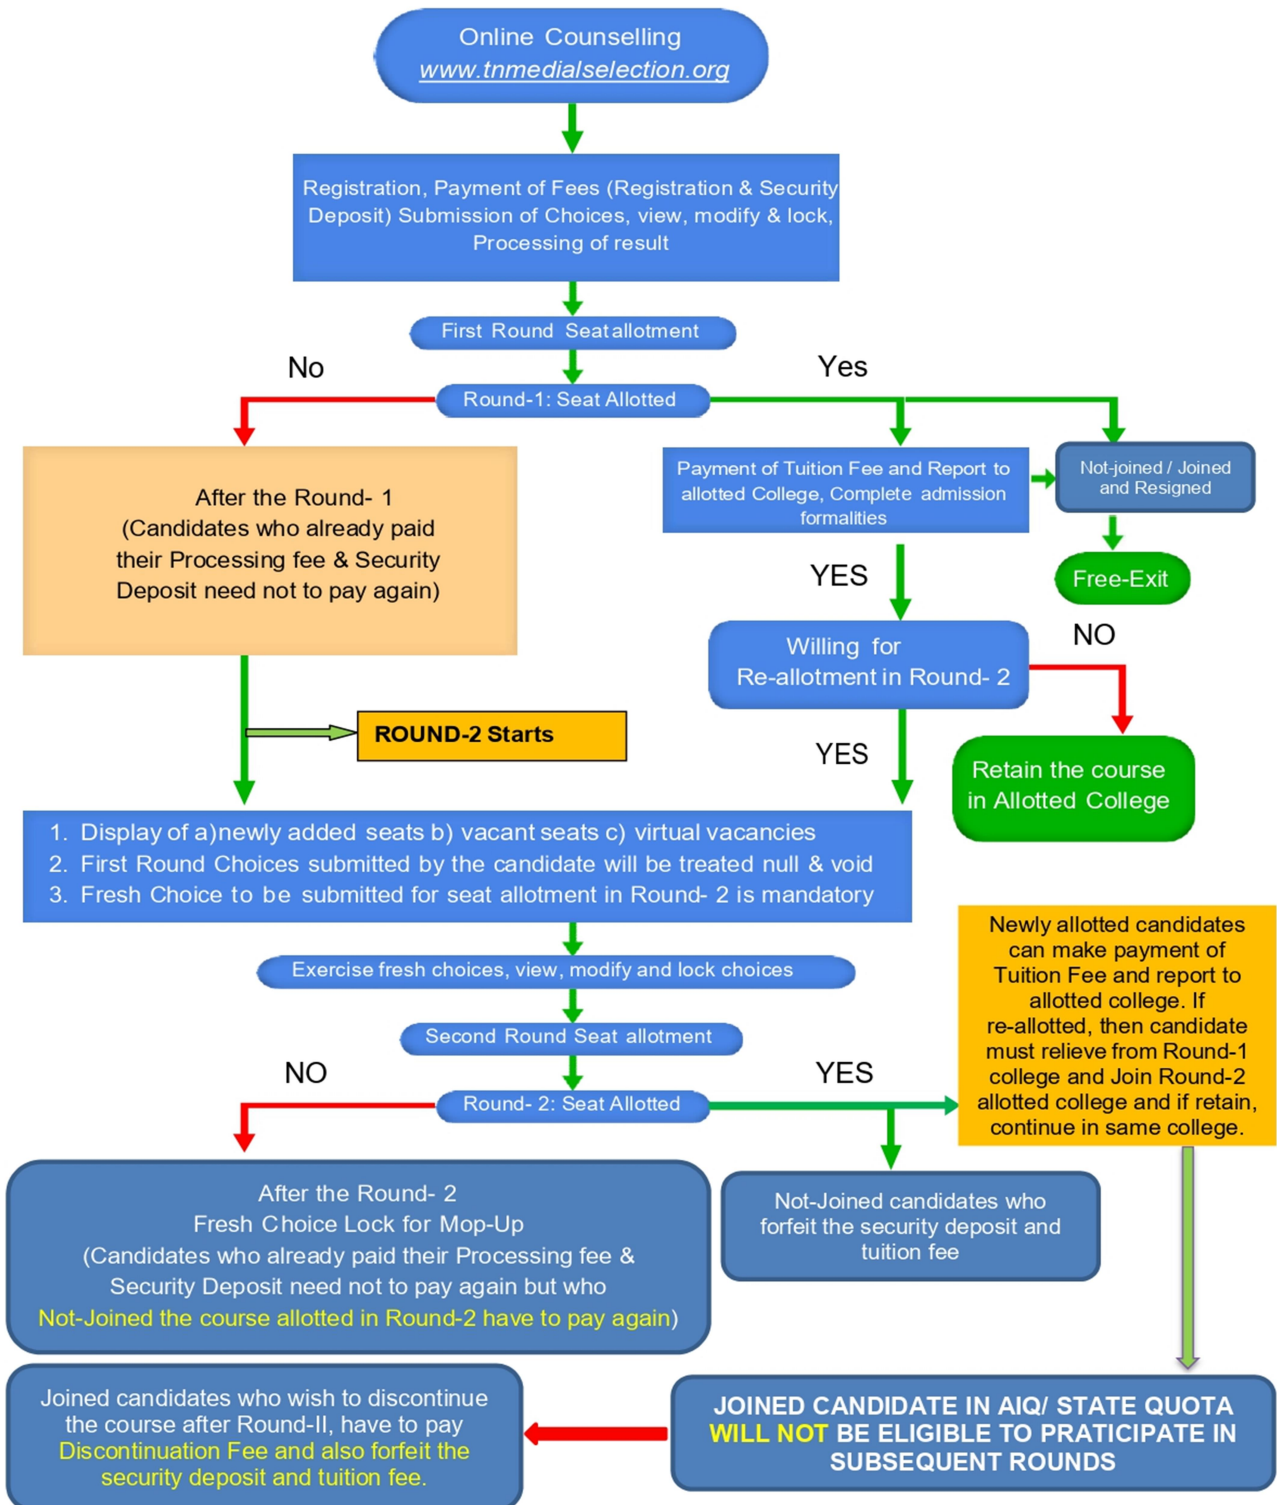 Online Counselling
www.tnmedialselection.org
Registration, Payment of Fees (Registration & Security
Deposit) Submission of Choices, view, modify & lock,
Processing of result
First Round Seat allotment
No
Yes
Round-1: Seat Allotted
After the Round- 1
(Candidates who already paid
their Processing fee & Security
Deposit need not to pay again)
Payment of Tuition Fee and Report to
allotted College, Complete admission
formalities
Not-joined / Joined
and Resigned
YES
Free-Exit
Willing for
Re-allotment in Round- 2
NO
ROUND-2 Starts
YES
Retain the course
in Allotted College
1. Display of a)newly added seats b) vacant seats c) virtual vacancies
2. First Round Choices submitted by the candidate will be treated null & void
3. Fresh Choice to be submitted for seat allotment in Round- 2 is mandatory
Exercise fresh choices, view, modify and lock choices
Second Round Seat allotment
NO
YES
Round- 2: Seat Allotted
Newly allotted candidates
can make payment of
Tuition Fee and report to
allotted college. If
re-allotted, then candidate
must relieve from Round-1
college and Join Round-2
allotted college and if retain,
continue in same college.
After the Round- 2
Fresh Choice Lock for Mop-Up
(Candidates who already paid their Processing fee &
Security Deposit need not to pay again but who
Not-Joined the course allotted in Round-2 have to pay again)
Not-Joined candidates who
forfeit the security deposit and
tuition fee
Joined candidates who wish to discontinue
the course after Round-II, have to pay
Discontinuation Fee and also forfeit the
security deposit and tuition fee.
JOINED CANDIDATE IN AIQ/ STATE QUOTA
WILL NOT BE ELIGIBLE TO PRATICIPATE IN
SUBSEQUENT ROUNDS